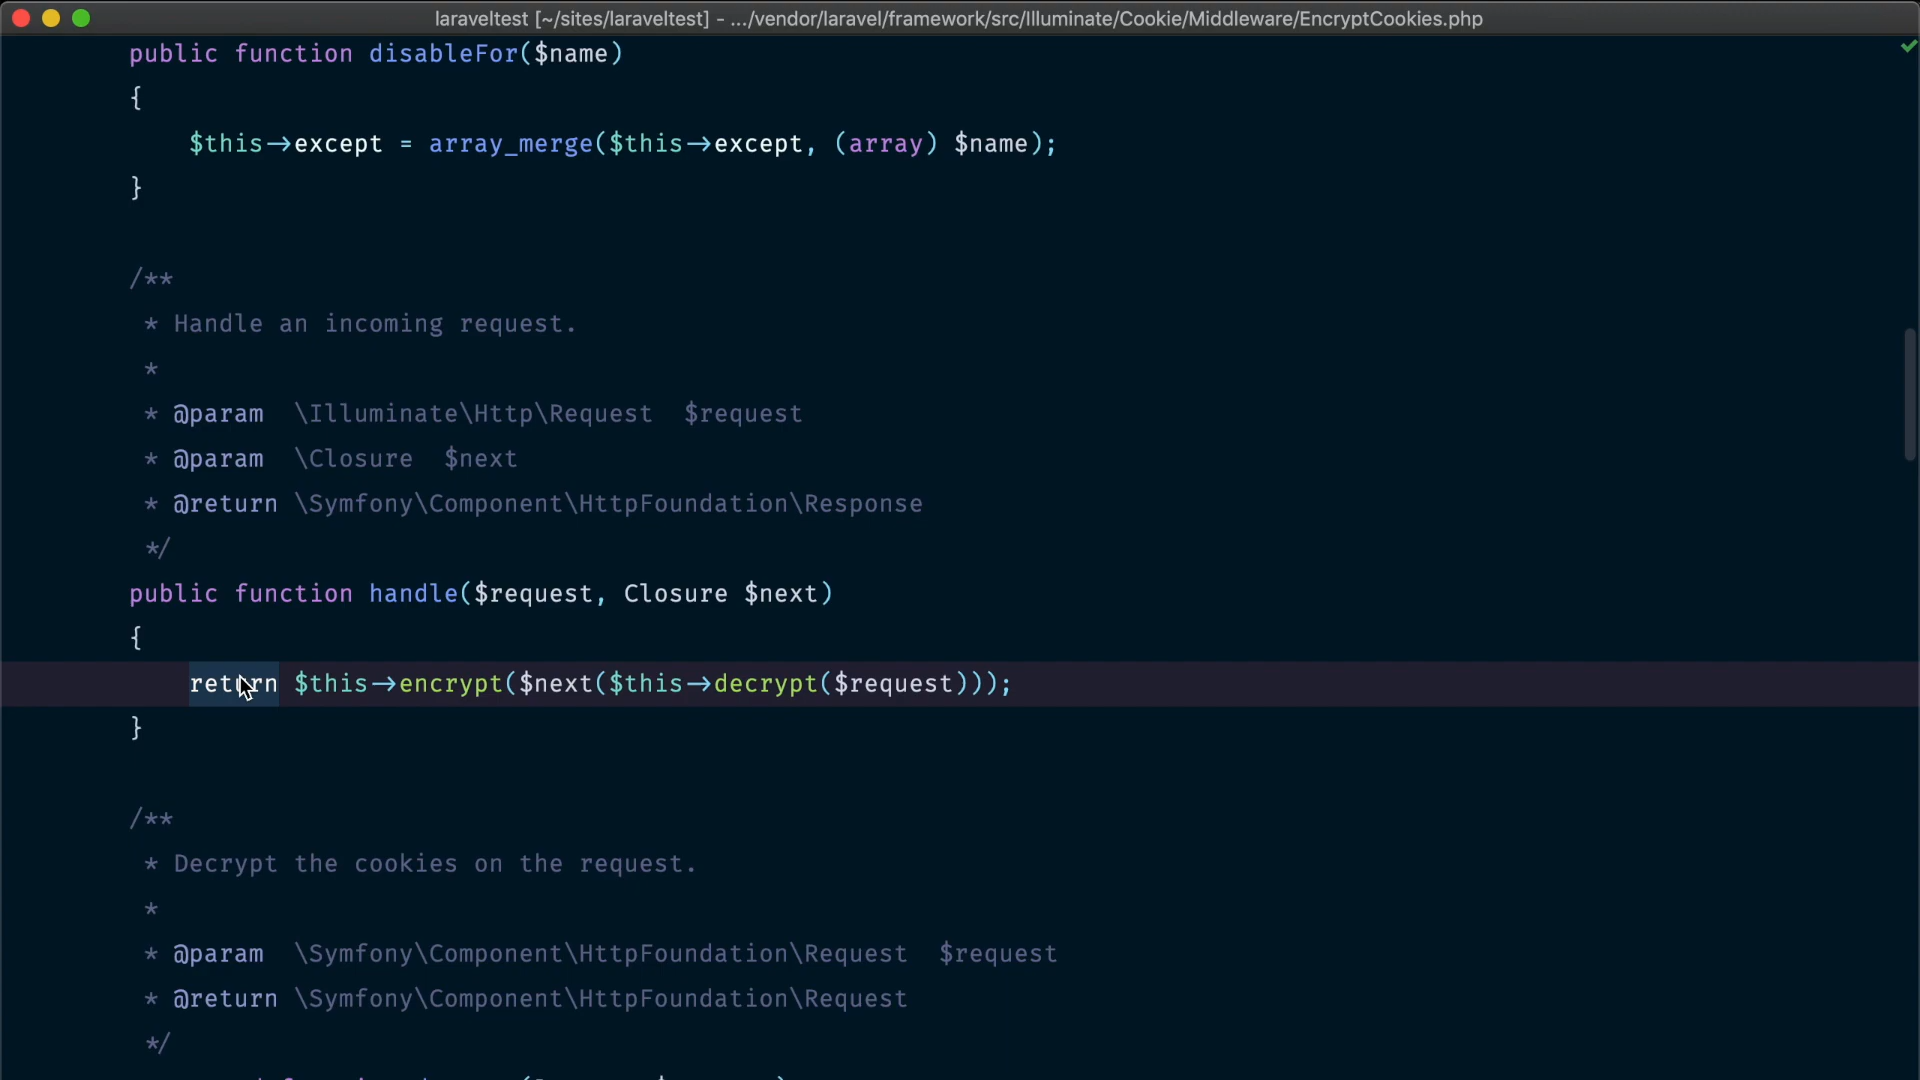 laraveltest [~/sites/laraveltest] - .../vendor/laravel/framework/src/Illuminate/Cookie/Middleware/EncryptCookies.php
public function disableFor($name)
{
$this->except = array_merge($this->except, (array) $name);
}
/**
* Handle an incoming request.
*
* @param  \Illuminate\Http\Request  $request
* @param  \Closure  $next
* @return \Symfony\Component\HttpFoundation\Response
*/
public function handle($request, Closure $next)
{
return $this->encrypt($next($this->decrypt($request)));
}
/**
* Decrypt the cookies on the request.
*
* @param  \Symfony\Component\HttpFoundation\Request  $request
* @return \Symfony\Component\HttpFoundation\Request
*/